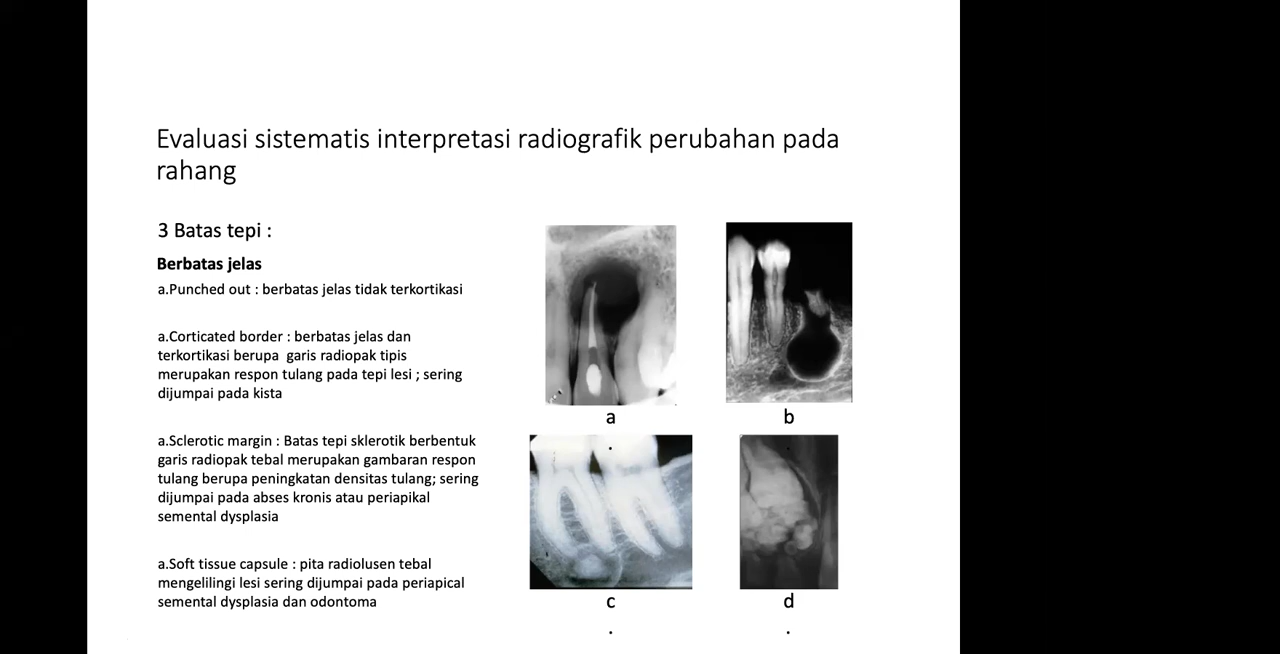 Evaluasi sistematis interpretasi radiografik perubahan pada
rahang
3 Batas tepi :
Berbatas jelas
a.Punched out : berbatas jelas tidak terkortikasi
a.Corticated border : berbatas jelas dan
terkortikasi berupa  garis radiopak tipis
merupakan respon tulang pada tepi lesi ; sering
dijumpai pada kista
a.Sclerotic margin : Batas tepi sklerotik berbentuk
garis radiopak tebal merupakan gambaran respon
tulang berupa peningkatan densitas tulang; sering
dijumpai pada abses kronis atau periapikal
semental dysplasia
a.Soft tissue capsule : pita radiolusen tebal
mengelilingi lesi sering dijumpai pada periapical
semental dysplasia dan odontoma
a
b
c
d